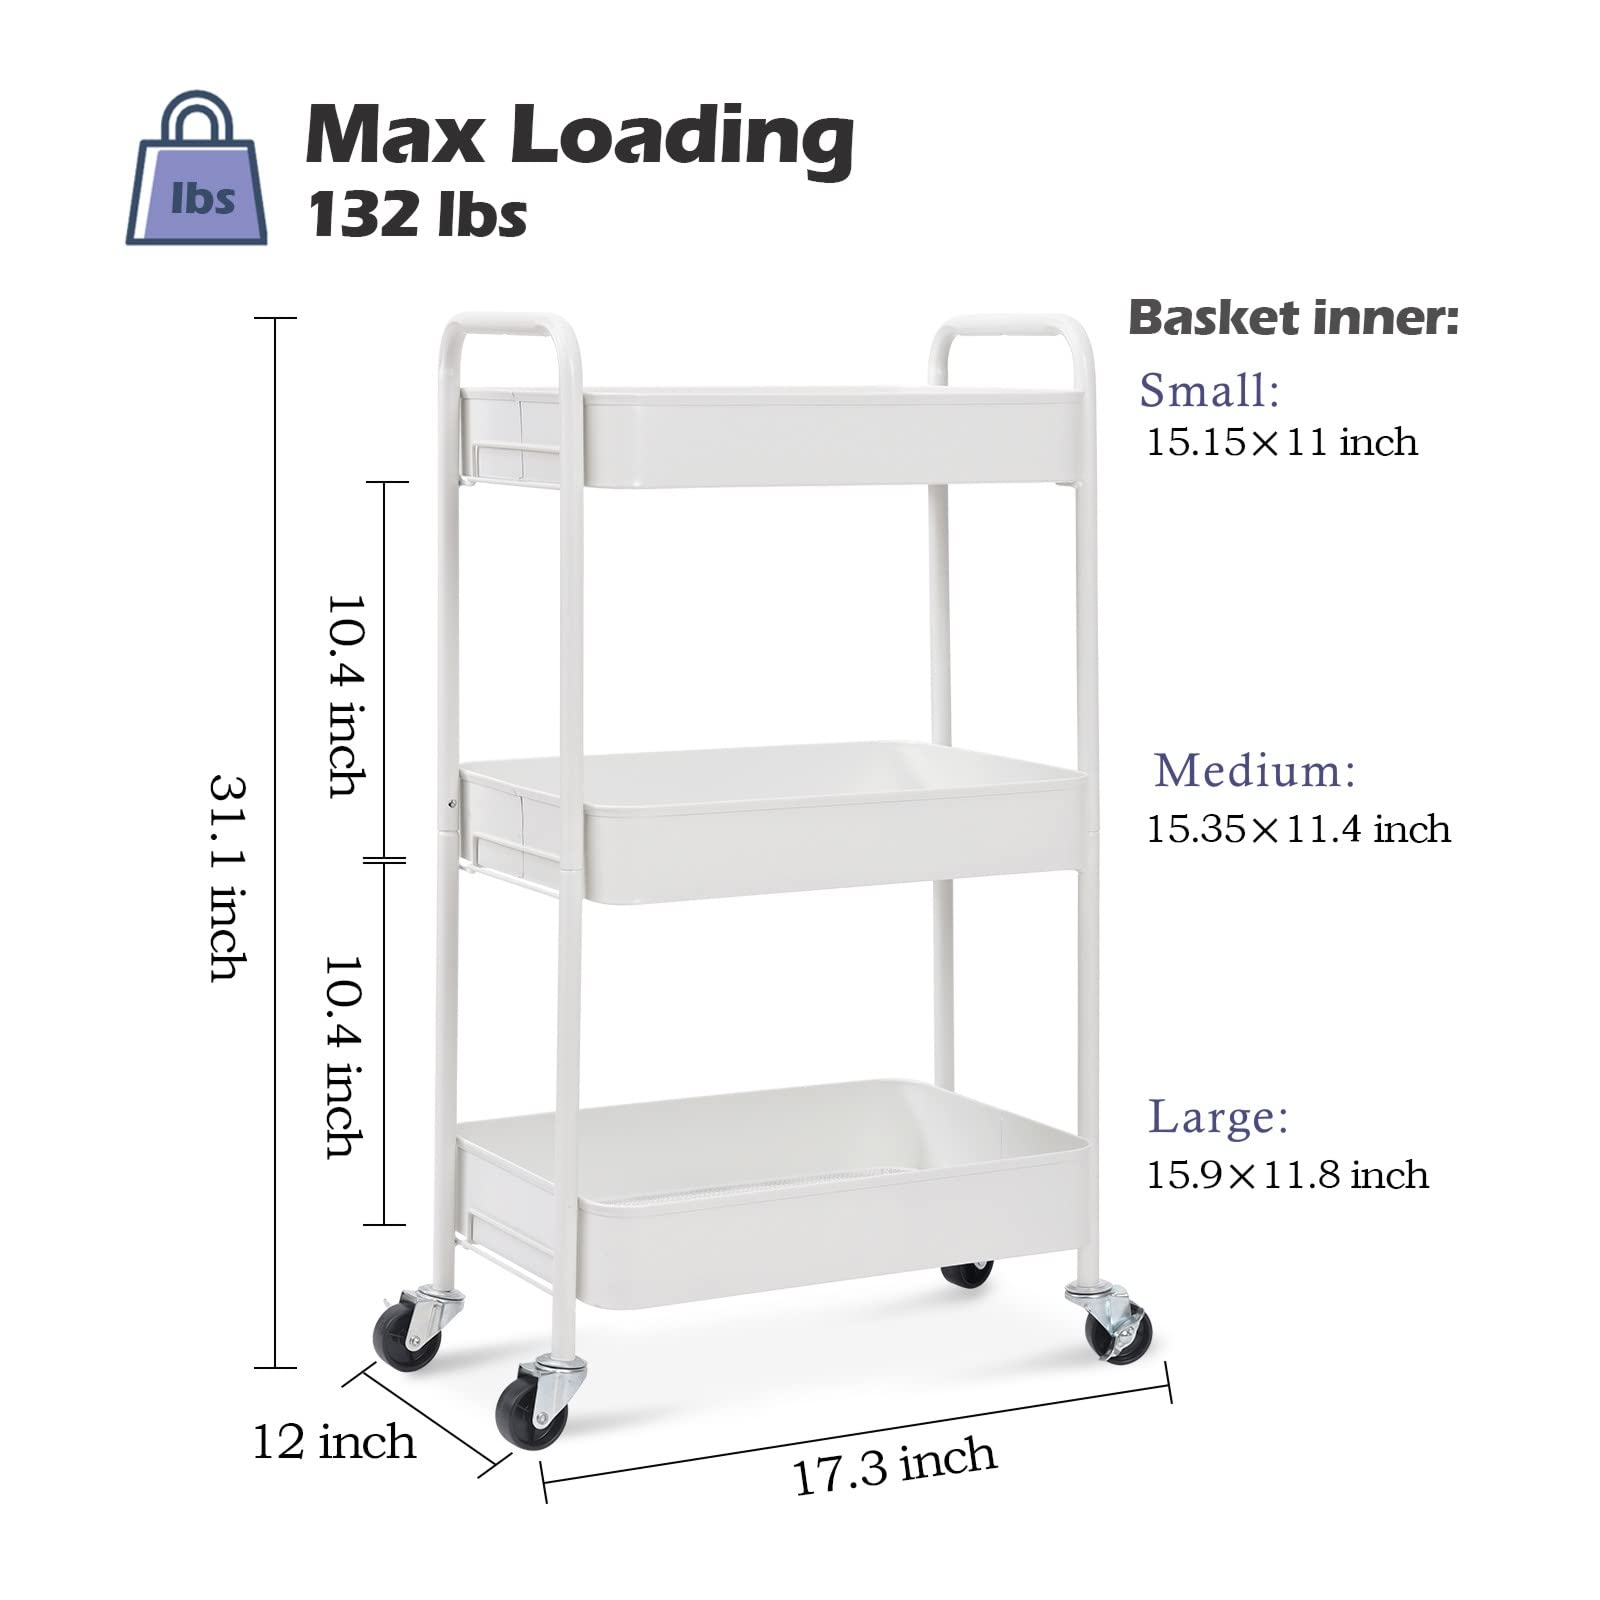 lbs
Max Loading
132 lbs
Basket inner:
Small:
15.15×11 inch
10.4 inch
31.1 inch
Medium:
15.35×11.4 inch
10.4 inch
Large:
15.9×11.8 inch
12 inch
17.3 inch